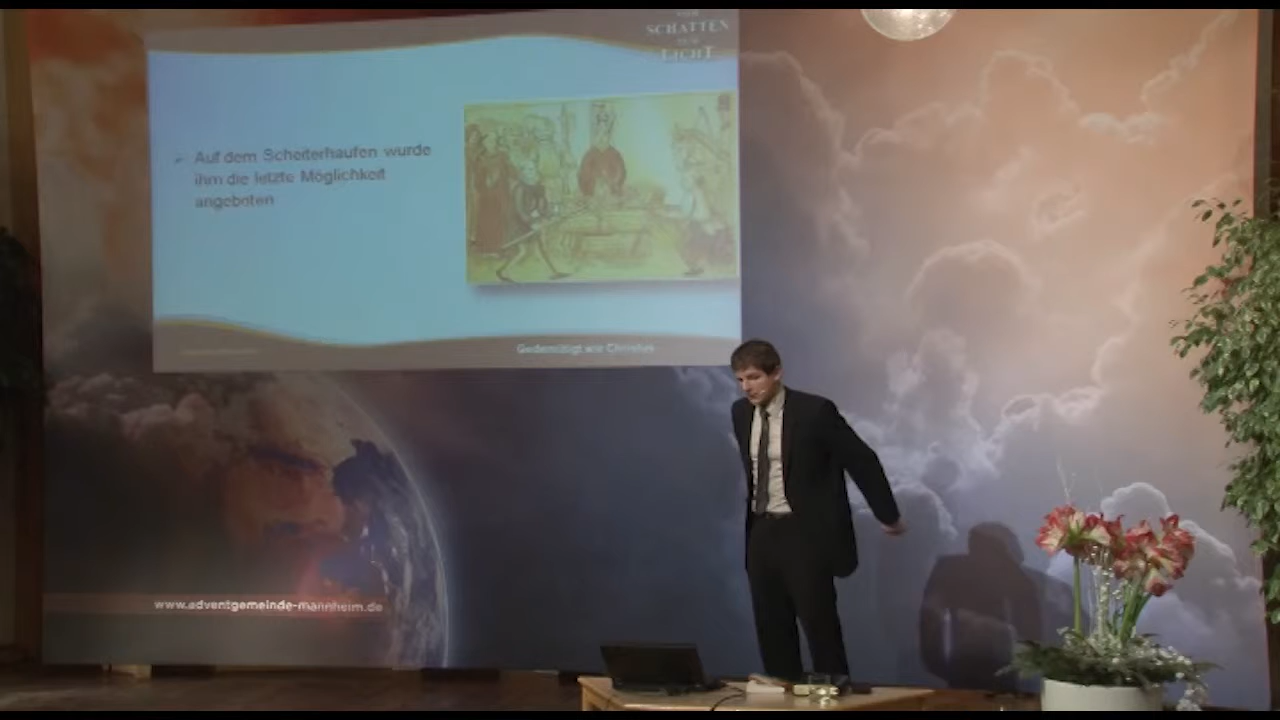 SCHATTEN
LICHT
Auf dem Scheiterhaufen wurde
ihm die letzte Möglichkeit
angeboten
Gedemütigt wie Christus
www.adventgemeinde-mannheim.de